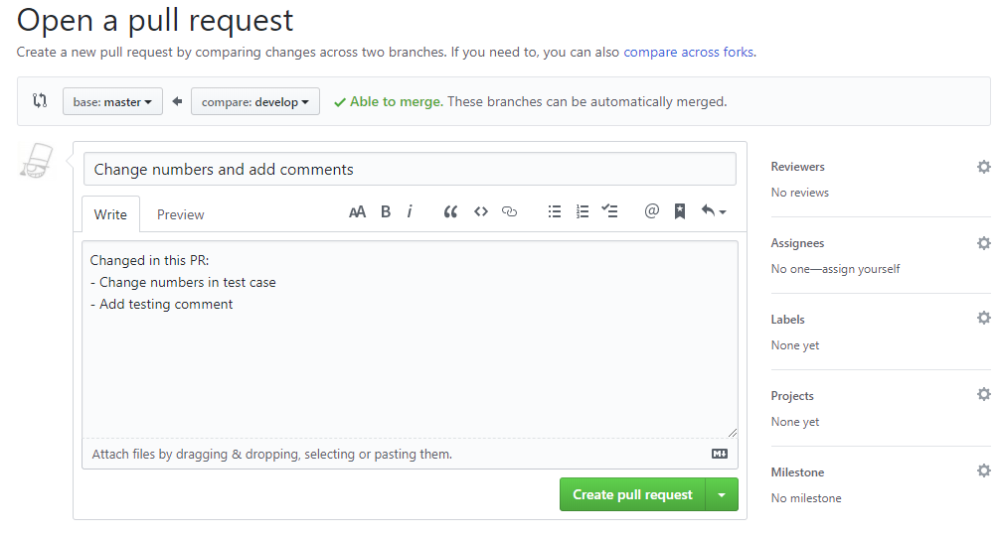 Open a pull request
Create a new pull request by comparing changes across two branches. If you need to, you can also compare across forks.
base: master
compare: develop
Able to merge. These branches can be automatically merged.
Change numbers and add comments
Write
Preview
AA B i
@
Changed in this PR:
- Change numbers in test case
- Add testing comment
Attach files by dragging & dropping, selecting or pasting them.
Create pull request
Reviewers
No reviews
Assignees
No one—assign yourself
Labels
None yet
Projects
None yet
Milestone
No milestone